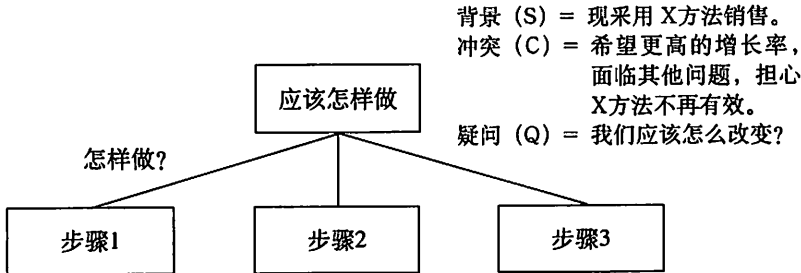 背景（S）= 现采用 X方法销售。
冲突（C）= 希望更高的增长率，
面临其他问题，担心
X方法不再有效。
疑问（Q）= 我们应该怎么改变？
应该怎样做
怎样做？
步骤1
步骤2
步骤3